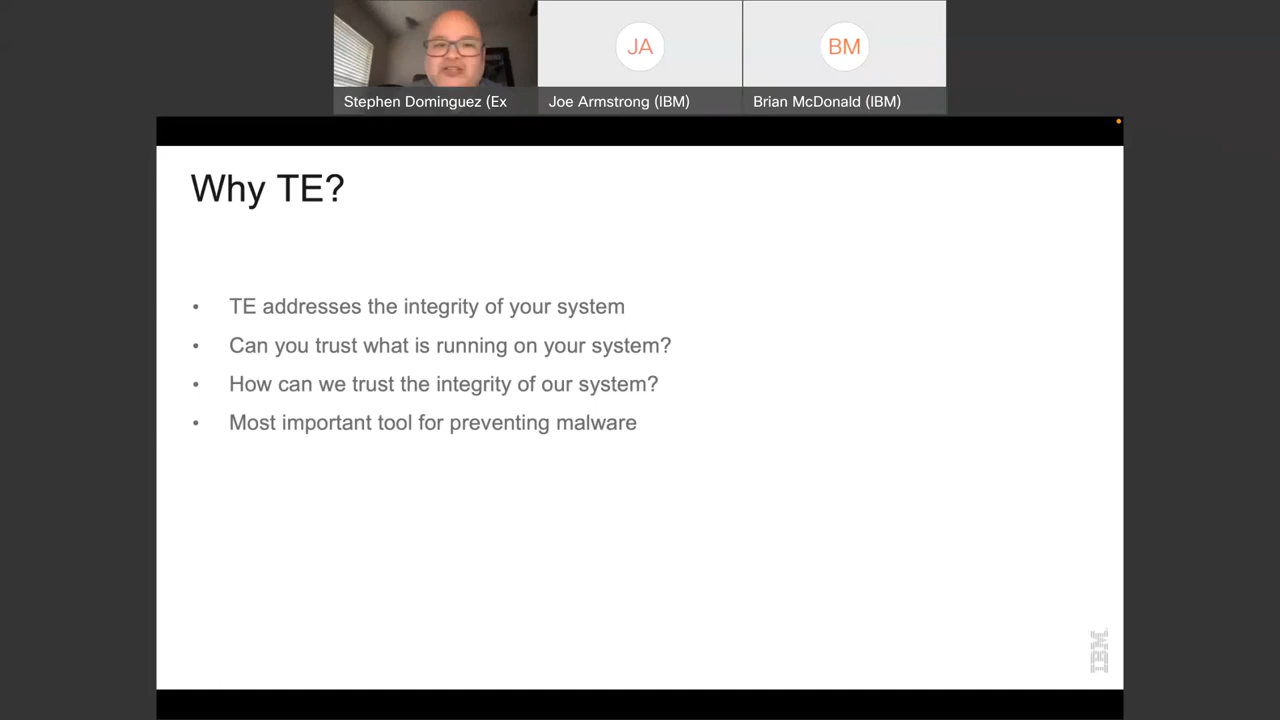 JA
BM
Stephen Dominguez (Ex
Joe Armstrong (IBM)
Brian McDonald (IBM)
Why TE?
• TE addresses the integrity of your system
• Can you trust what is running on your system?
• How can we trust the integrity of our system?
• Most important tool for preventing malware
IBM